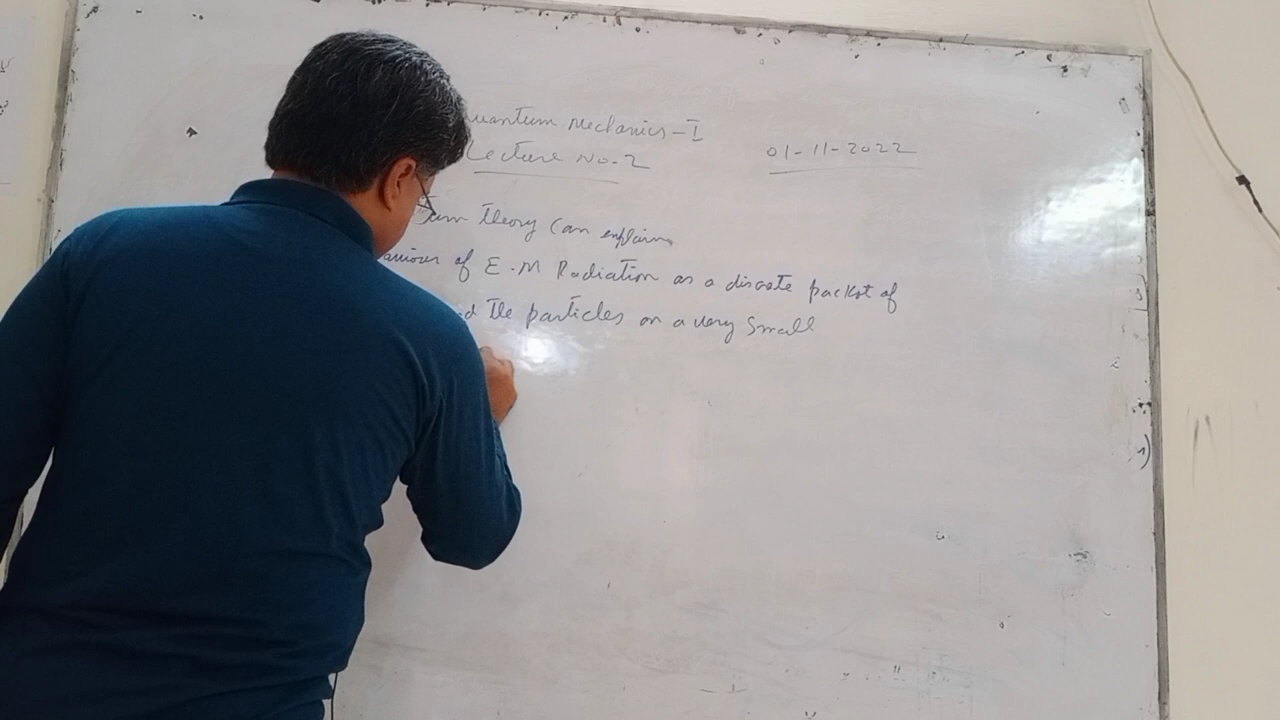 uantum Mechanics-I
Lecture No-2
01-11-2022
tum theory can explain
aviour of E.M Radiation as a discrete packet of
d the particles on a very small